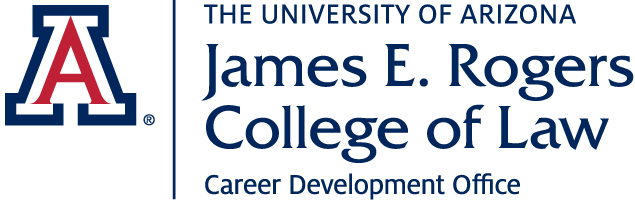 THE UNIVERSITY OF ARIZONA
A
James E. Rogers
College of Law
®
Career Development Office